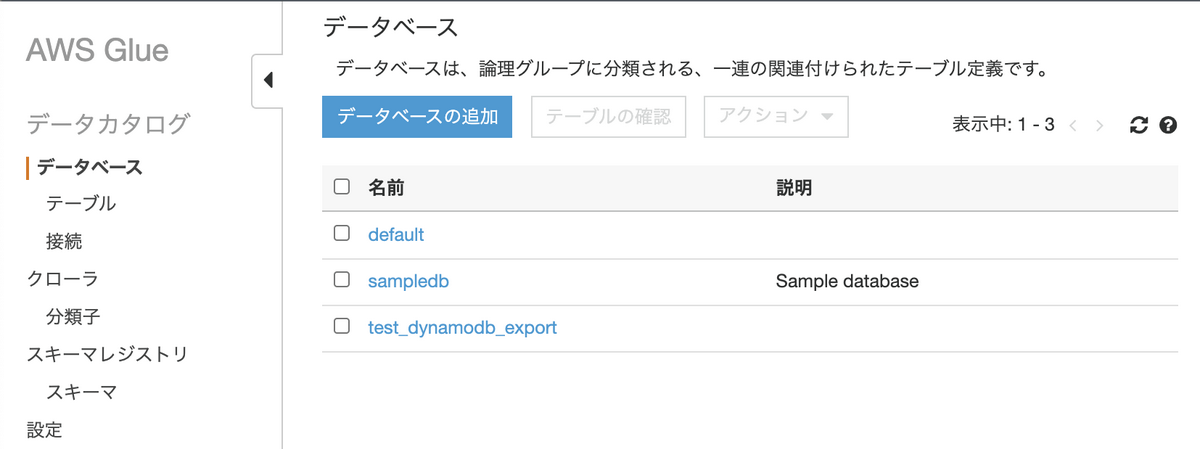 AWS Glue
データカタログ
データベース
テーブル
接続
クローラ
分類子
スキーマレジストリ
スキーマ
設定
データベース
データベースは、論理グループに分類される、一連の関連付けられたテーブル定義です。
データベースの追加 テーブルの確認 アクション
表示中: 1 - 3
名前 説明
default
sampledb Sample database
test_dynamodb_export